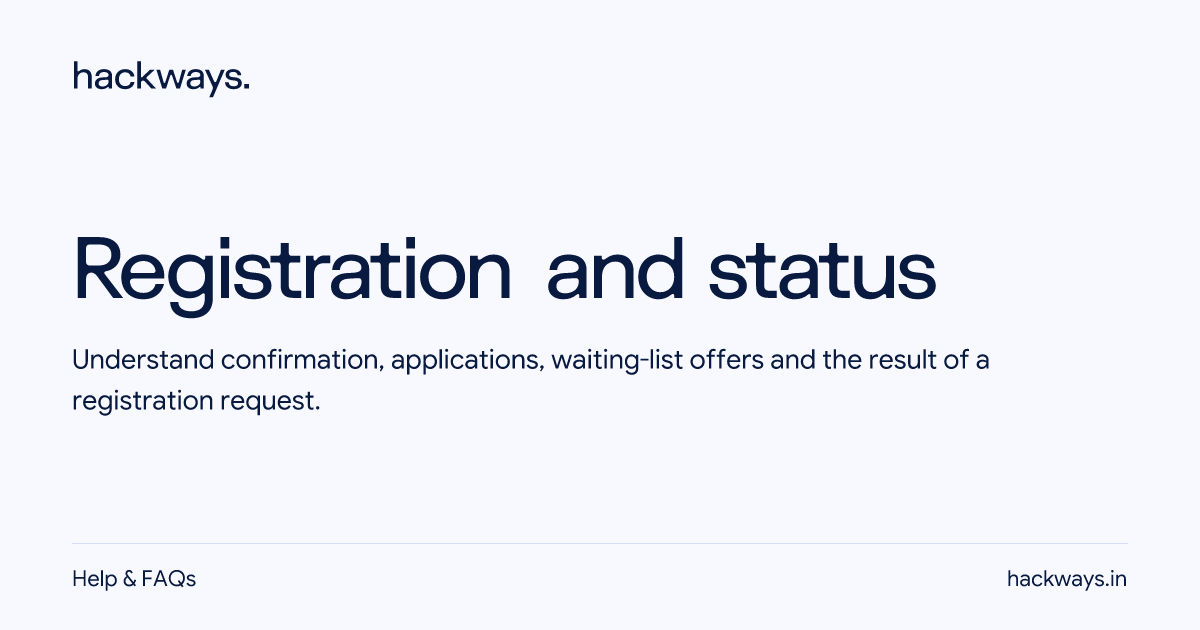 hackways.
Registration and status
Understand confirmation, applications, waiting-list offers and the result of a
registration request.
Help & FAQs
hackways.in